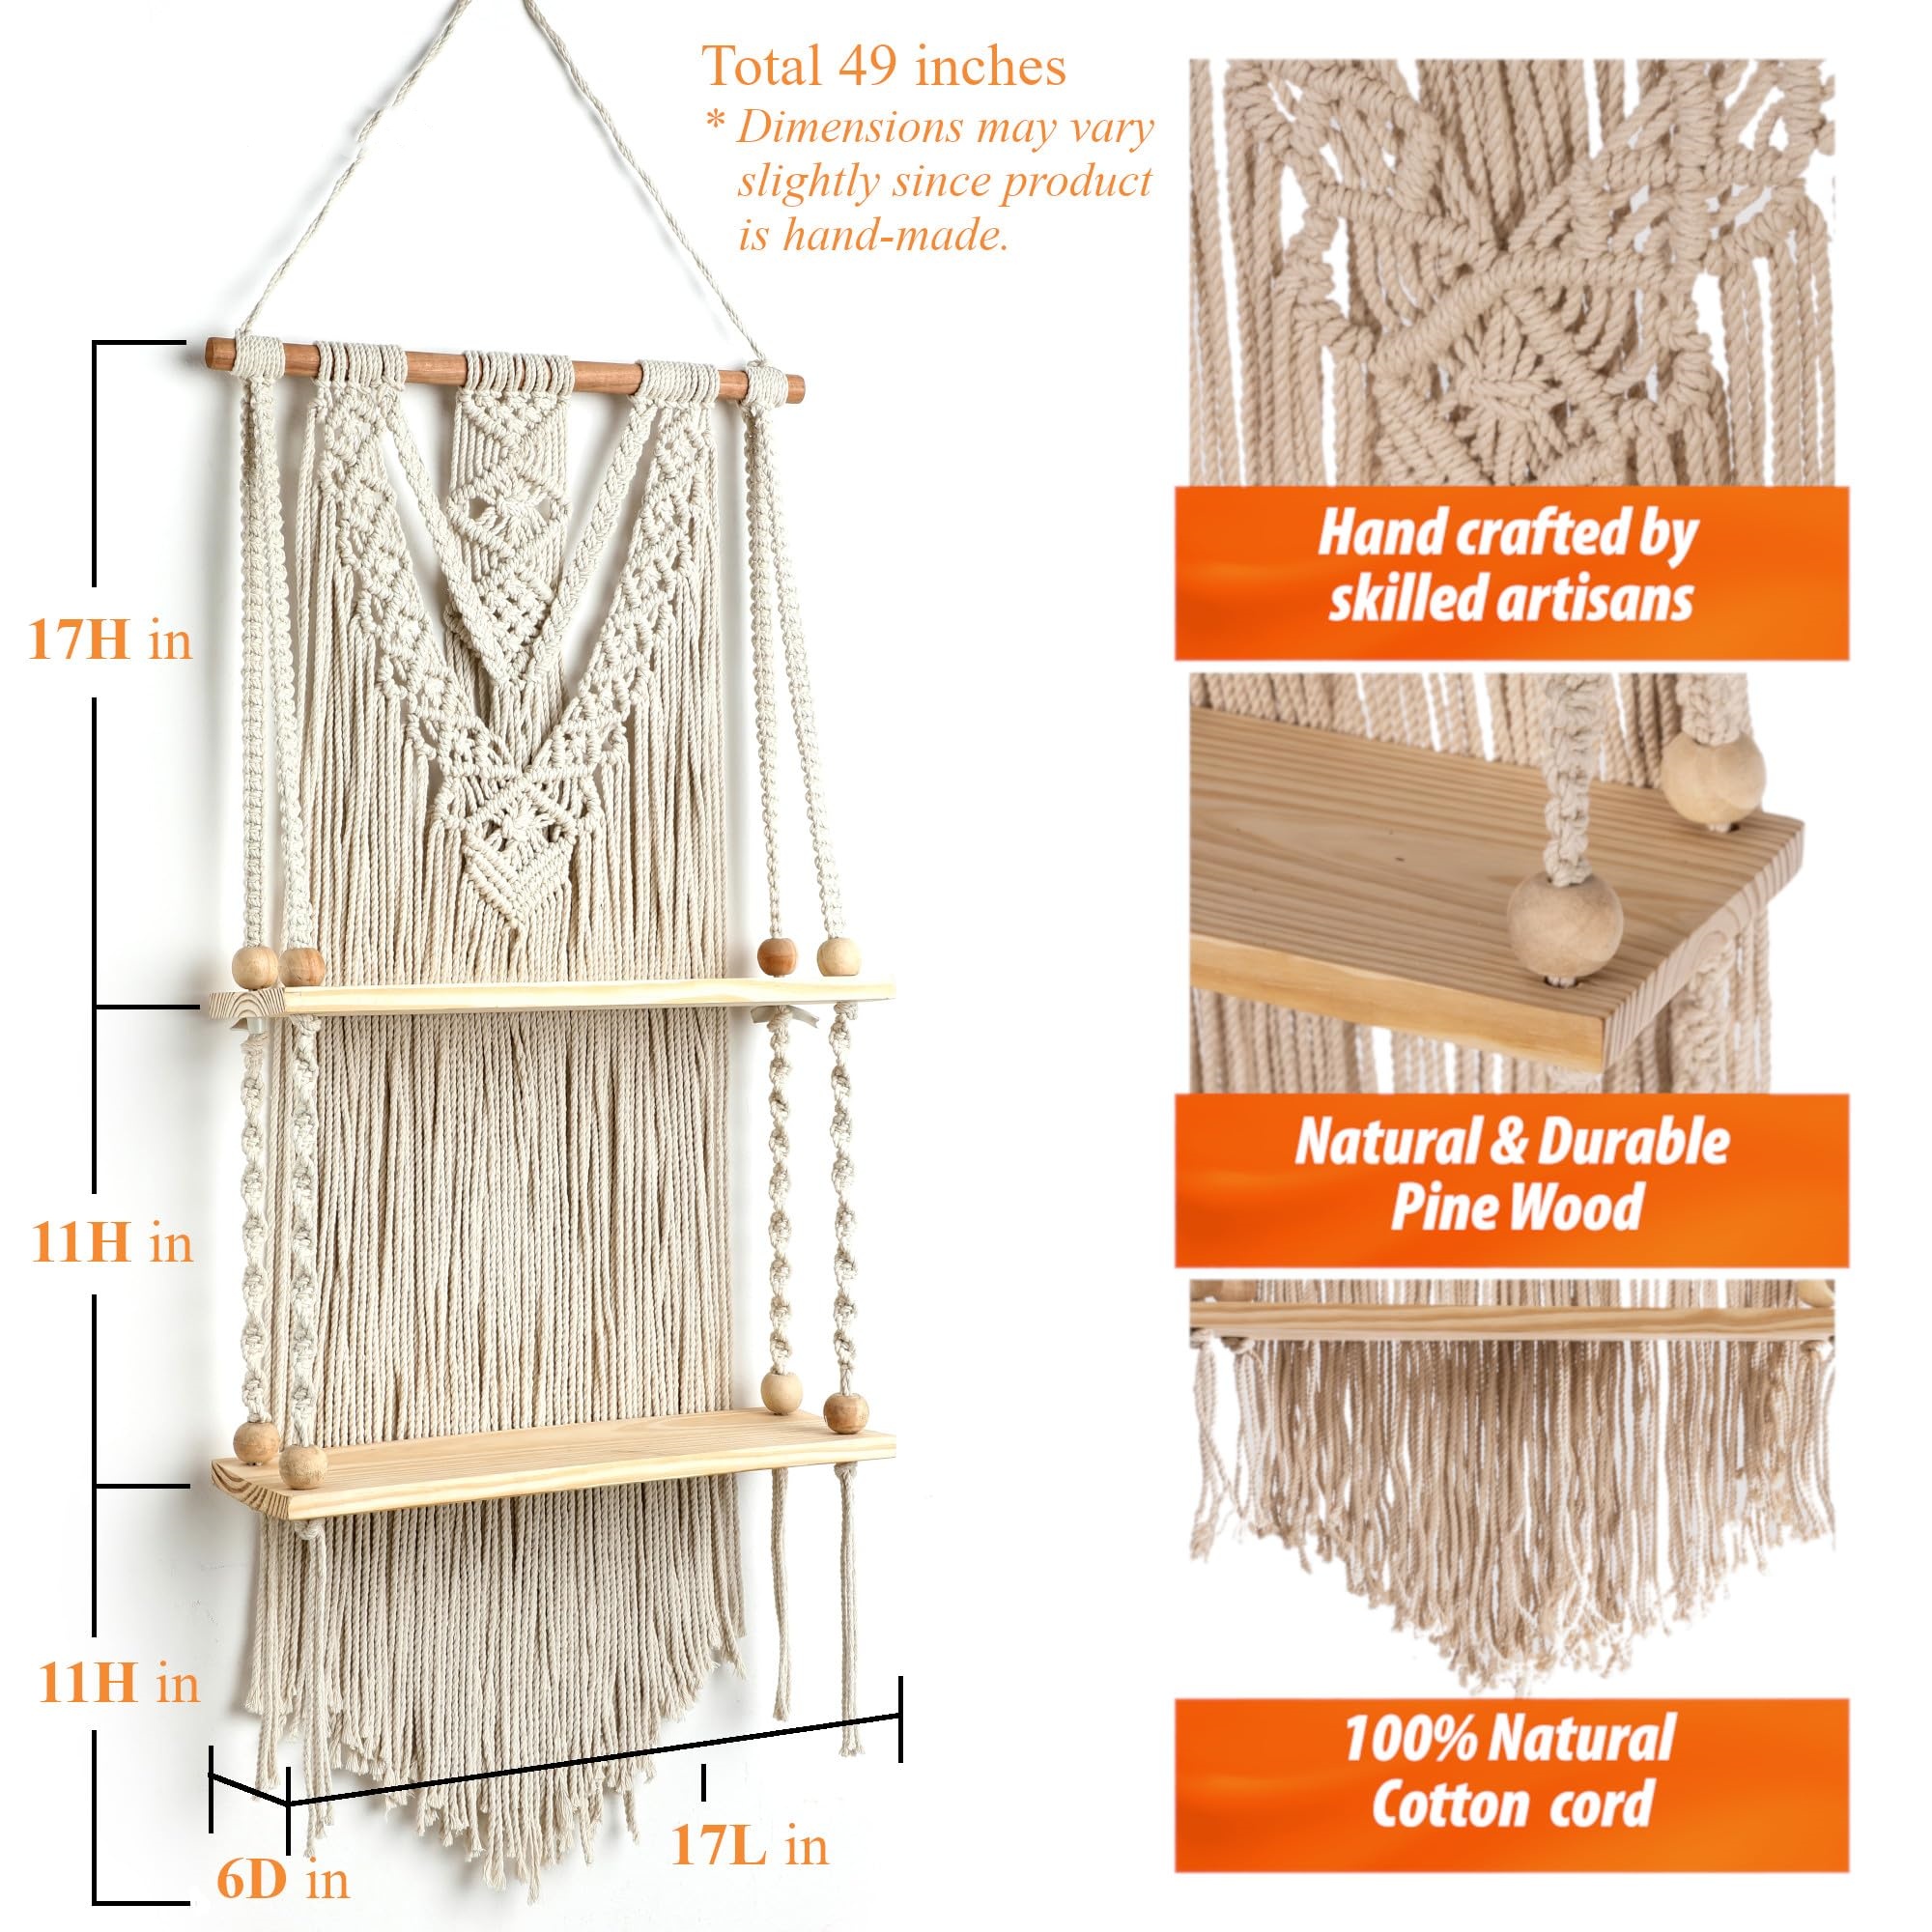 Total 49 inches
* Dimensions may vary
slightly since product
is hand-made.
17H in
11H in
11H in
6D in
17L in
Hand crafted by
skilled artisans
Natural & Durable
Pine Wood
100% Natural
Cotton cord